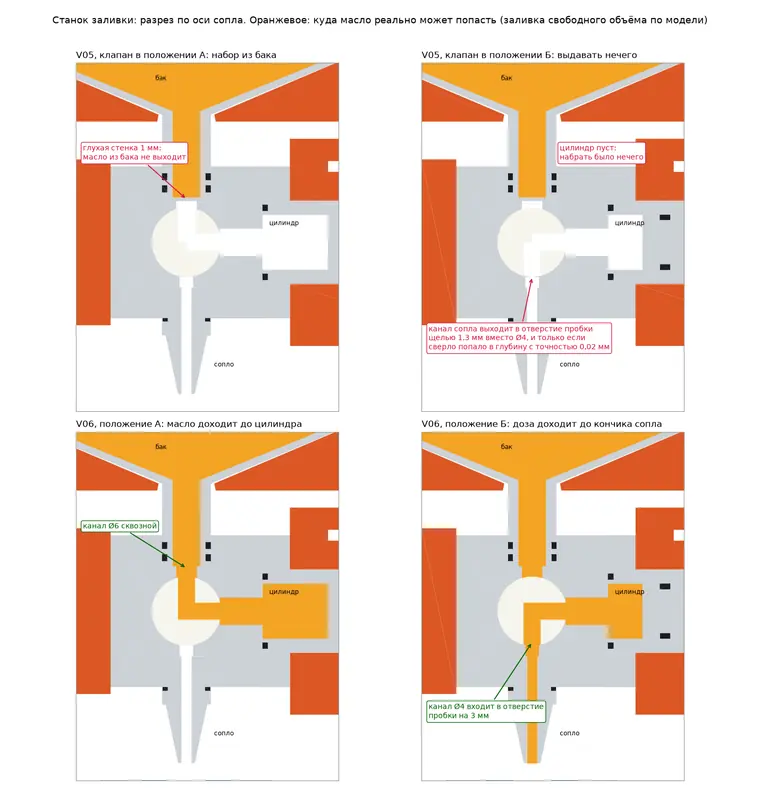 Станок заливки: разрез по оси сопла. Оранжевое: куда масло реально может попасть (заливка свободного объёма по модели)
V05, клапан в положении А: набор из бака
бак
глухая стенка 1 мм:
масло из бака не выходит
цилиндр
сопло
V05, клапан в положении Б: выдавать нечего
бак
цилиндр пуст:
набрать было нечего
цилиндр
канал сопла выходит в отверстие пробки
щелью 1,3 мм вместо Ø4, и только если
сверло попало в глубину с точностью 0,02 мм
сопло
V06, положение А: масло доходит до цилиндра
бак
канал Ø6 сквозной
цилиндр
сопло
V06, положение Б: доза доходит до кончика сопла
бак
цилиндр
канал Ø4 входит в отверстие
пробки на 3 мм
сопло